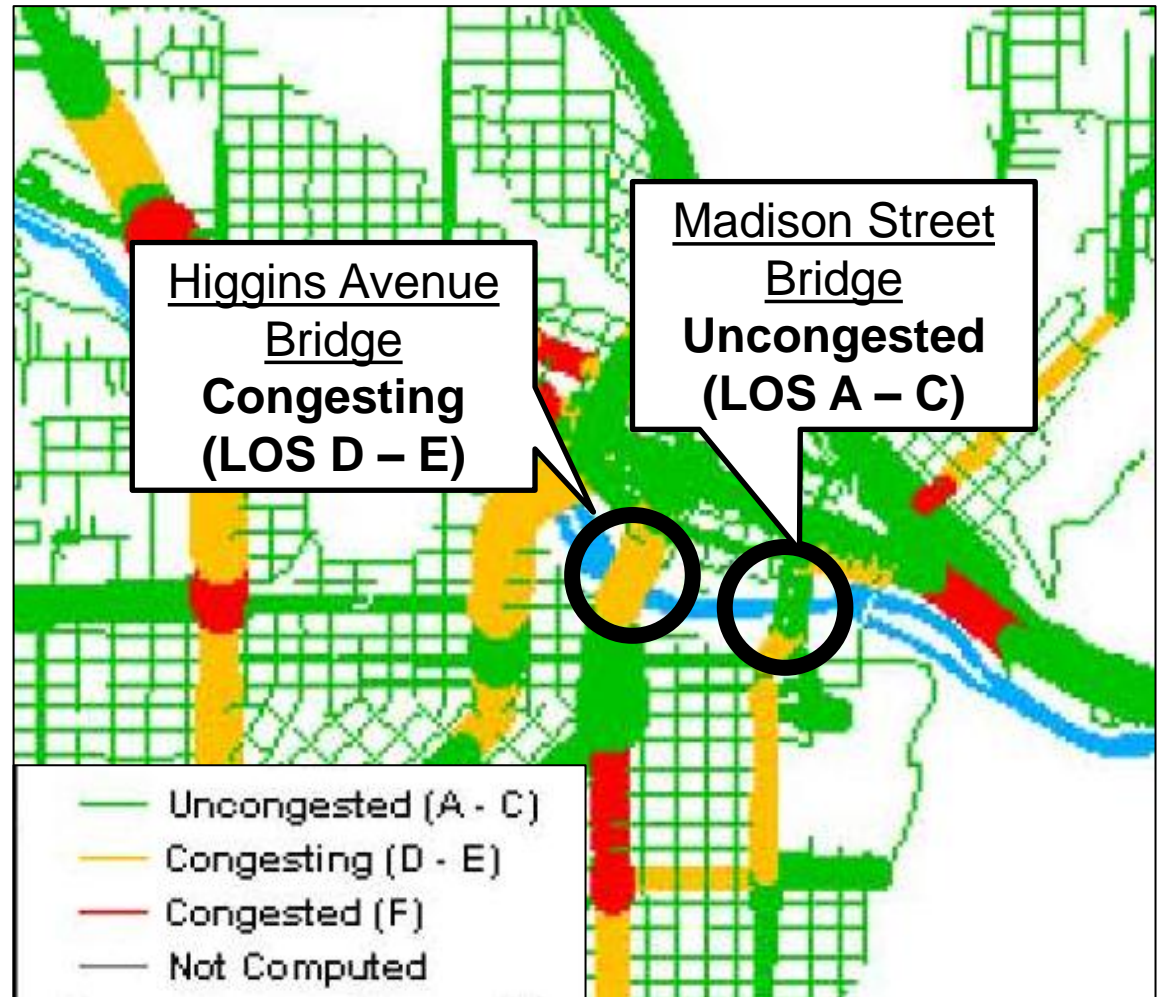 Higgins Avenue
Bridge
Congesting
(LOS D – E)
Madison Street
Bridge
Uncongested
(LOS A – C)
Uncongested (A - C)
Congesting (D - E)
Congested (F)
Not Computed